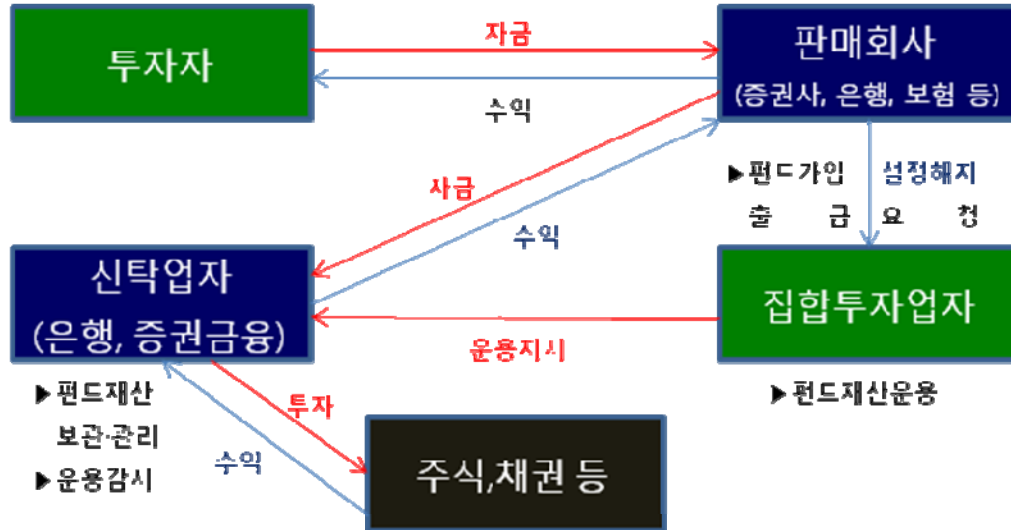 자금
투자자
판매회사
(증권사, 은행, 보험 등)
수익
▶펀드가입 설정해지
출 금 요 청
자금
수익
신탁업자
(은행, 증권금융)
집합투자업자
운용지시
▶펀드재산
보관·관리
▶운용감시
▶펀드재산운용
투자
수익
주식,채권 등